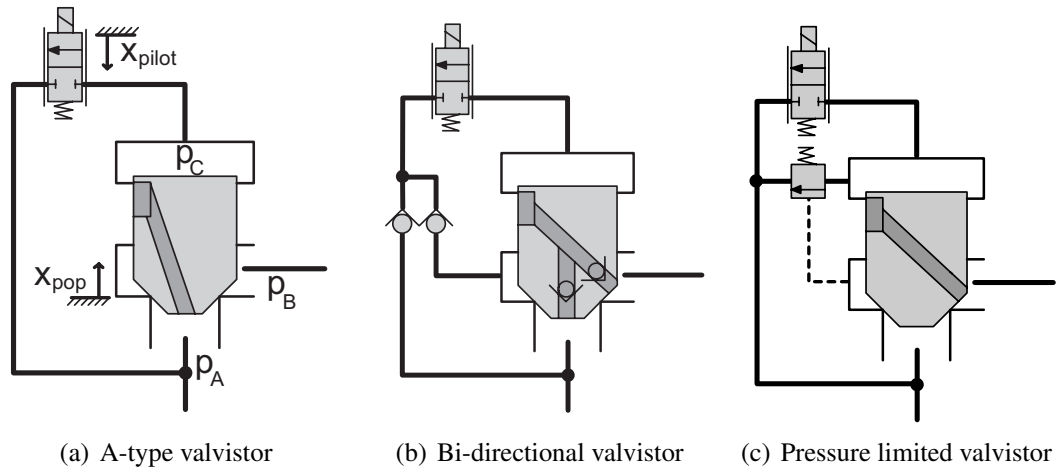 x_pilot
p_C
x_pop
p_B
p_A
(a) A-type valvistor
(b) Bi-directional valvistor
(c) Pressure limited valvistor